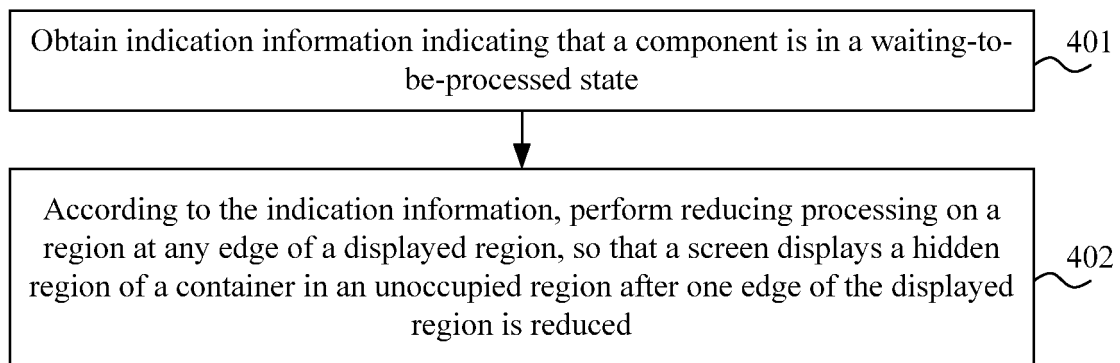 Obtain indication information indicating that a component is in a waiting-to-
be-processed state
401
According to the indication information, perform reducing processing on a
region at any edge of a displayed region, so that a screen displays a hidden
region of a container in an unoccupied region after one edge of the displayed
region is reduced
402